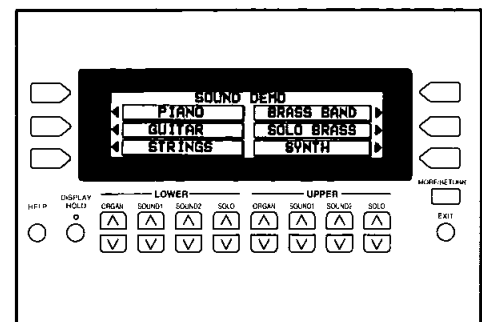 SOUND DEMO
PIANO BRASS BAND
GUITAR SOLO BRASS
STRINGS SYNTH
MORE/RETURN
LOWER UPPER
HELP DISPLAY HOLD ORGAN SOUND1 SOUND2 SOLO ORGAN SOUND1 SOUND2 SOLO EXIT